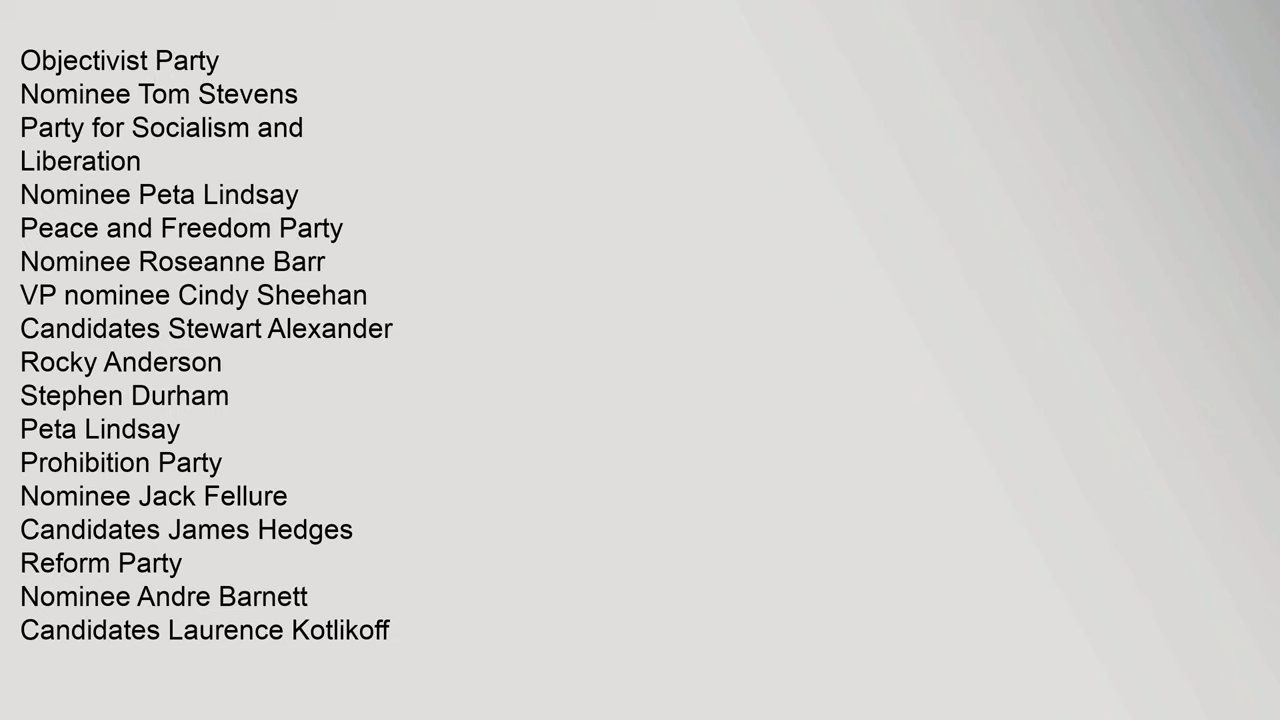 Objectivist Party
Nominee Tom Stevens
Party for Socialism and
Liberation
Nominee Peta Lindsay
Peace and Freedom Party
Nominee Roseanne Barr
VP nominee Cindy Sheehan
Candidates Stewart Alexander
Rocky Anderson
Stephen Durham
Peta Lindsay
Prohibition Party
Nominee Jack Fellure
Candidates James Hedges
Reform Party
Nominee Andre Barnett
Candidates Laurence Kotlikoff